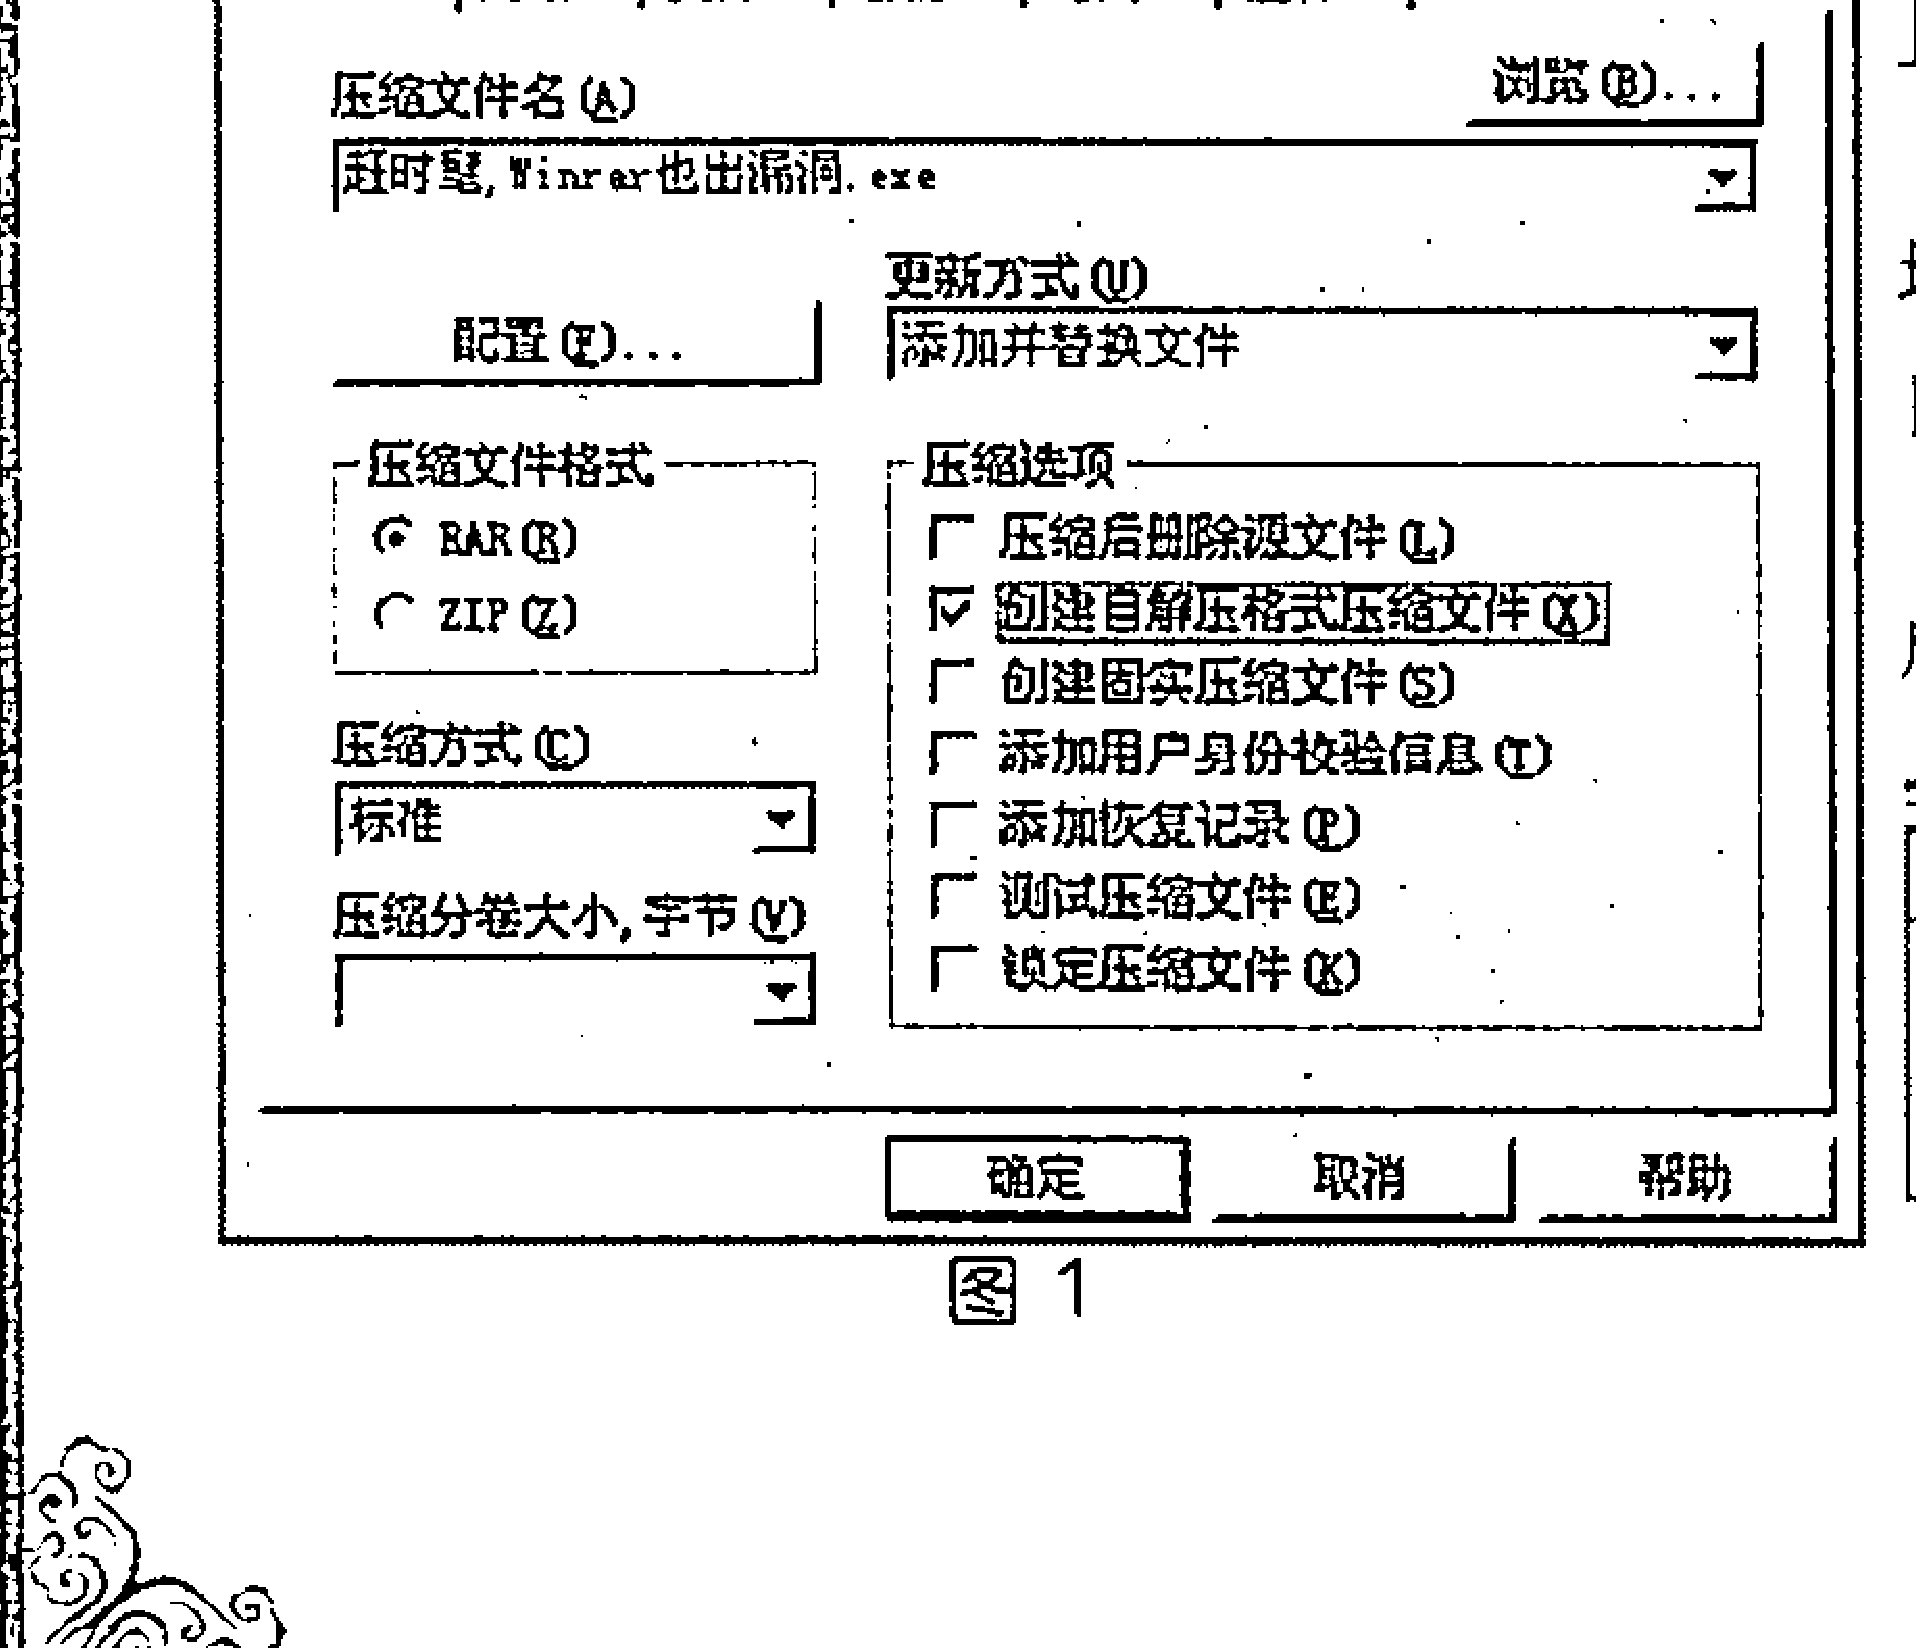 压缩文件名(A)
浏览(B)...
赶时髦,Winrar也出漏洞.exe
更新方式(U)
配置(F)...
添加并替换文件
压缩文件格式
RAR(R)
ZIP(Z)
压缩方式(C)
标准
压缩分卷大小,字节(V)
压缩选项
压缩后删除源文件(L)
创建自解压格式压缩文件(X)
创建固实压缩文件(S)
添加用户身份校验信息(T)
添加恢复记录(P)
测试压缩文件(E)
锁定压缩文件(K)
确定
取消
帮助
图 1